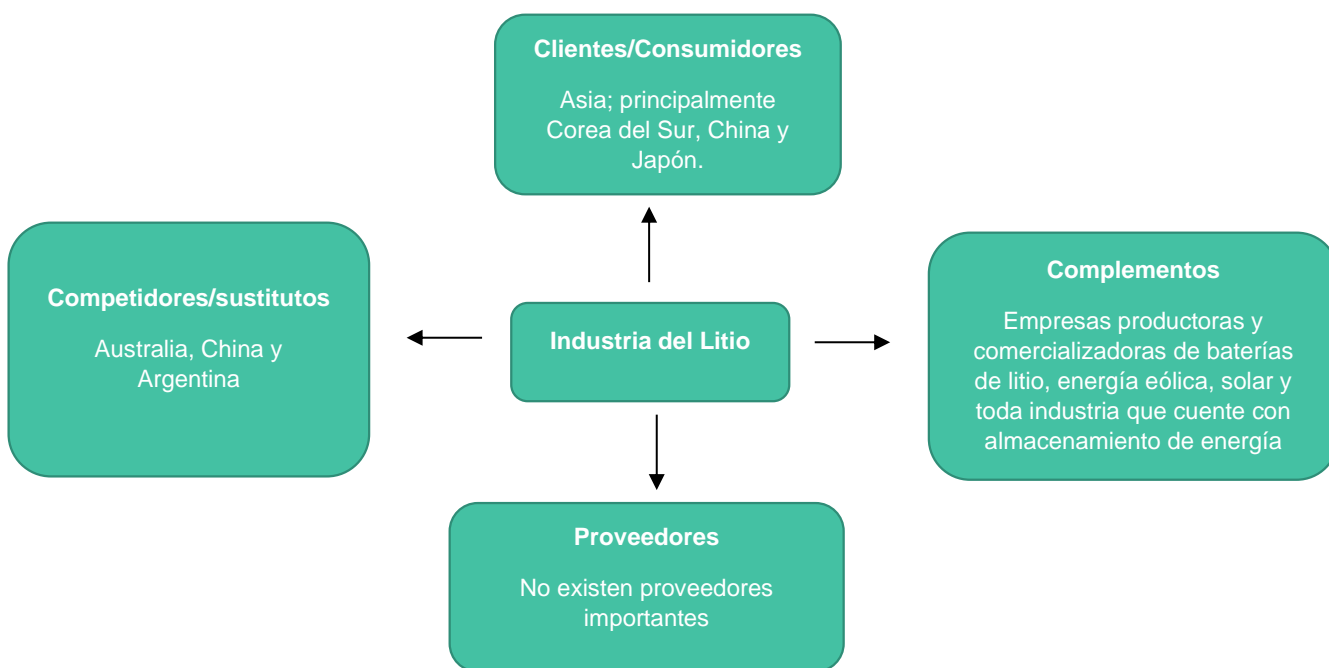 Clientes/Consumidores
Asia; principalmente
Corea del Sur, China y
Japón.
Competidores/sustitutos
Australia, China y
Argentina
Industria del Litio
Complementos
Empresas productoras y
comercializadoras de baterías
de litio, energía eólica, solar y
toda industria que cuente con
almacenamiento de energía
Proveedores
No existen proveedores
importantes